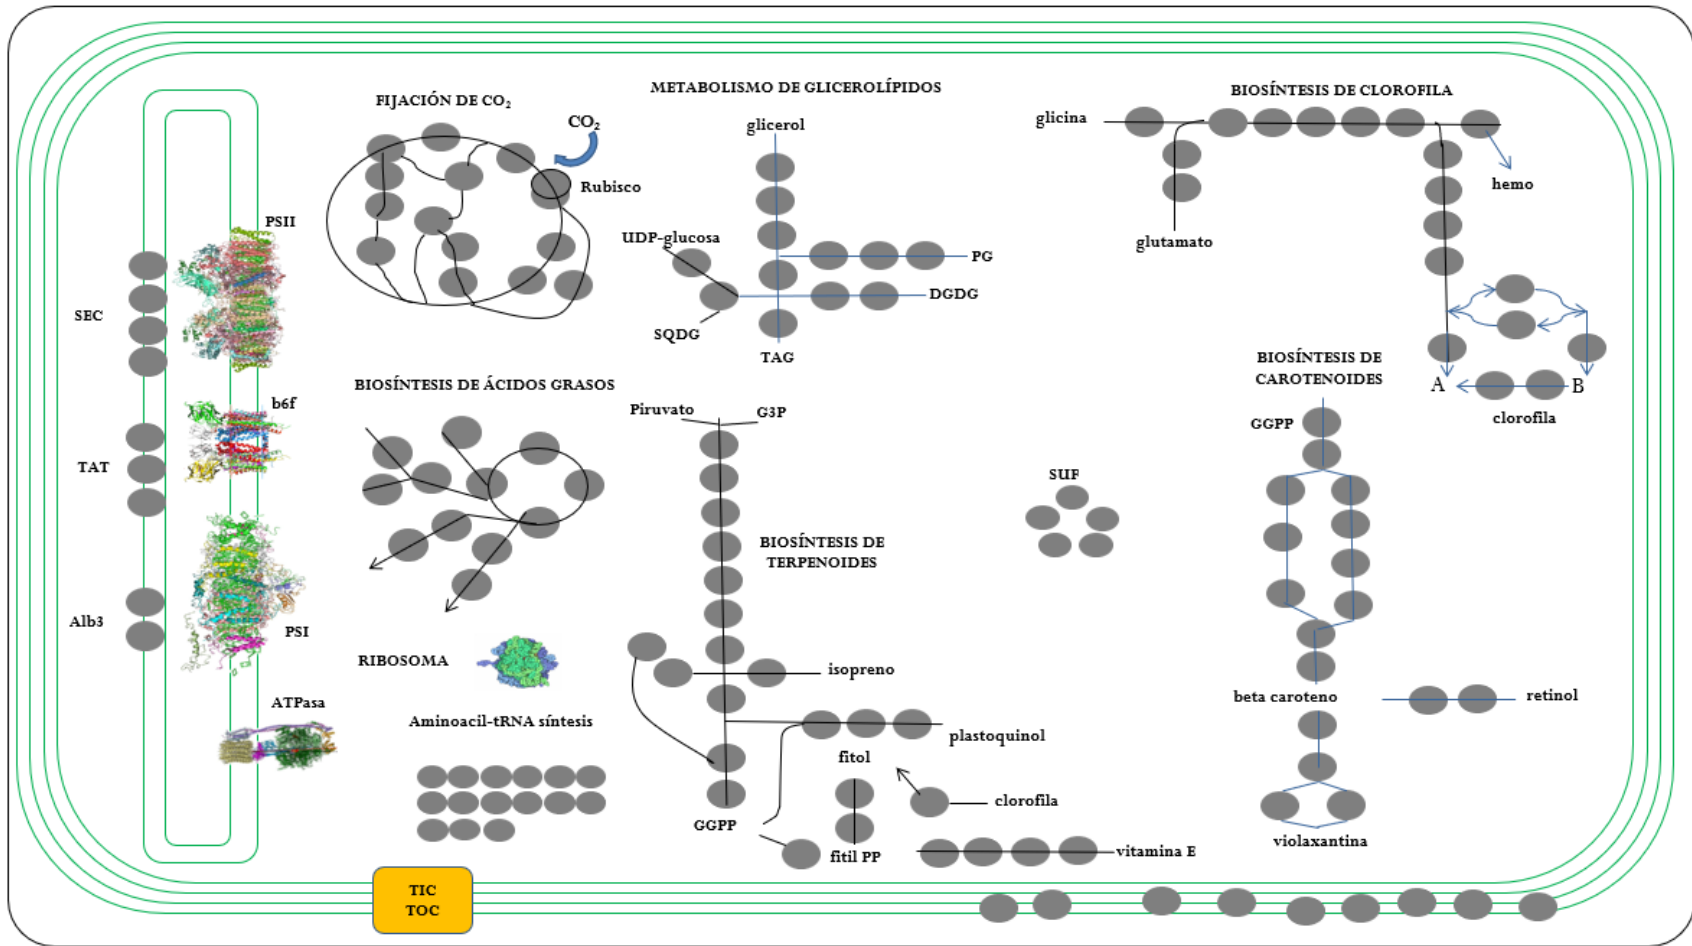 FIJACIÓN DE CO₂
CO₂
Rubisco
METABOLISMO DE GLICEROLÍPIDOS
glicerol
UDP-glucosa
PG
DGDG
SQDG
TAG
BIOSÍNTESIS DE CLOROFILA
glicina
hemo
glutamato
A
B
clorofila
PSII
SEC
b6f
TAT
Alb3
PSI
ATPasa
BIOSÍNTESIS DE ÁCIDOS GRASOS
RIBOSOMA
Aminoacil-tRNA síntesis
Piruvato
G3P
BIOSÍNTESIS DE
TERPENOIDES
isopreno
plastoquinol
fitol
clorofila
GGPP
fitil PP
vitamina E
SUF
BIOSÍNTESIS DE
CAROTENOIDES
GGPP
beta caroteno
retinol
violaxantina
TIC
TOC